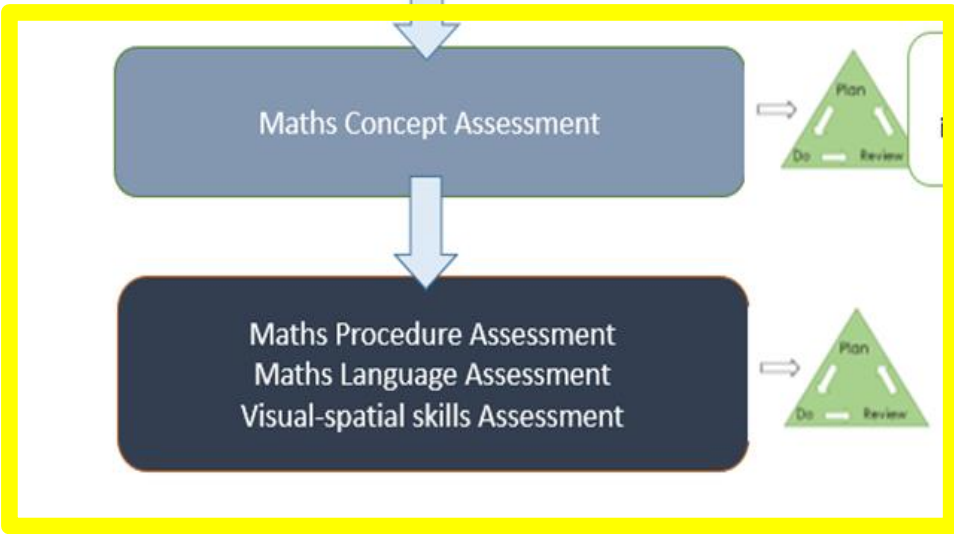 Maths Concept Assessment
Plan
Do Review
Maths Procedure Assessment
Maths Language Assessment
Visual-spatial skills Assessment
Plan
Do Review